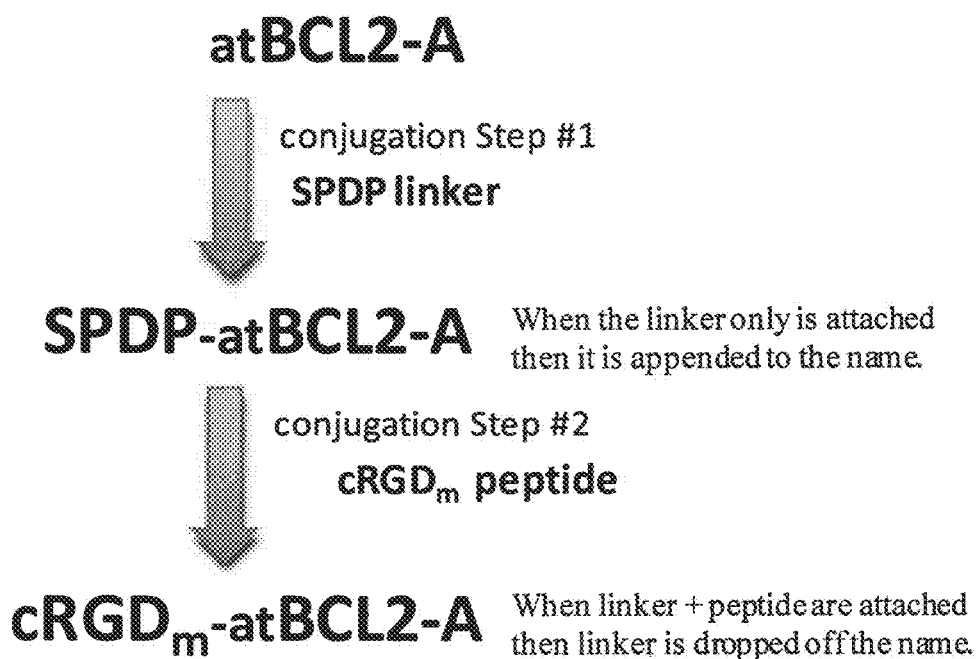 atBCL2-A
conjugation Step #1
SPDP linker
SPDP-atBCL2-A
When the linker only is attached
then it is appended to the name.
conjugation Step #2
cRGDm peptide
cRGDm-atBCL2-A
When linker + peptide are attached
then linker is dropped off the name.